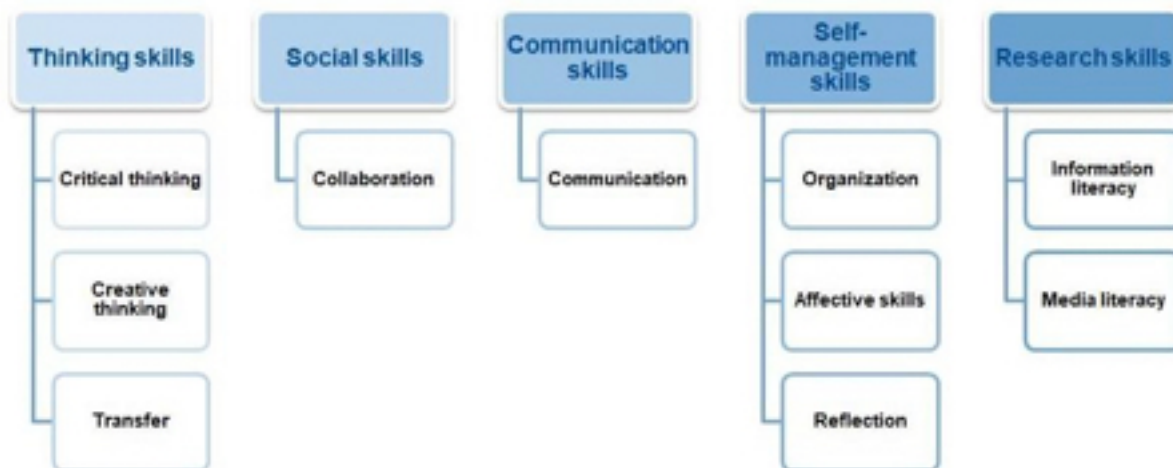 Thinking skills
Critical thinking
Creative
thinking
Transfer
Social skills
Collaboration
Communication
skills
Communication
Self-
management
skills
Organization
Affective skills
Reflection
Research skills
Information
literacy
Media literacy